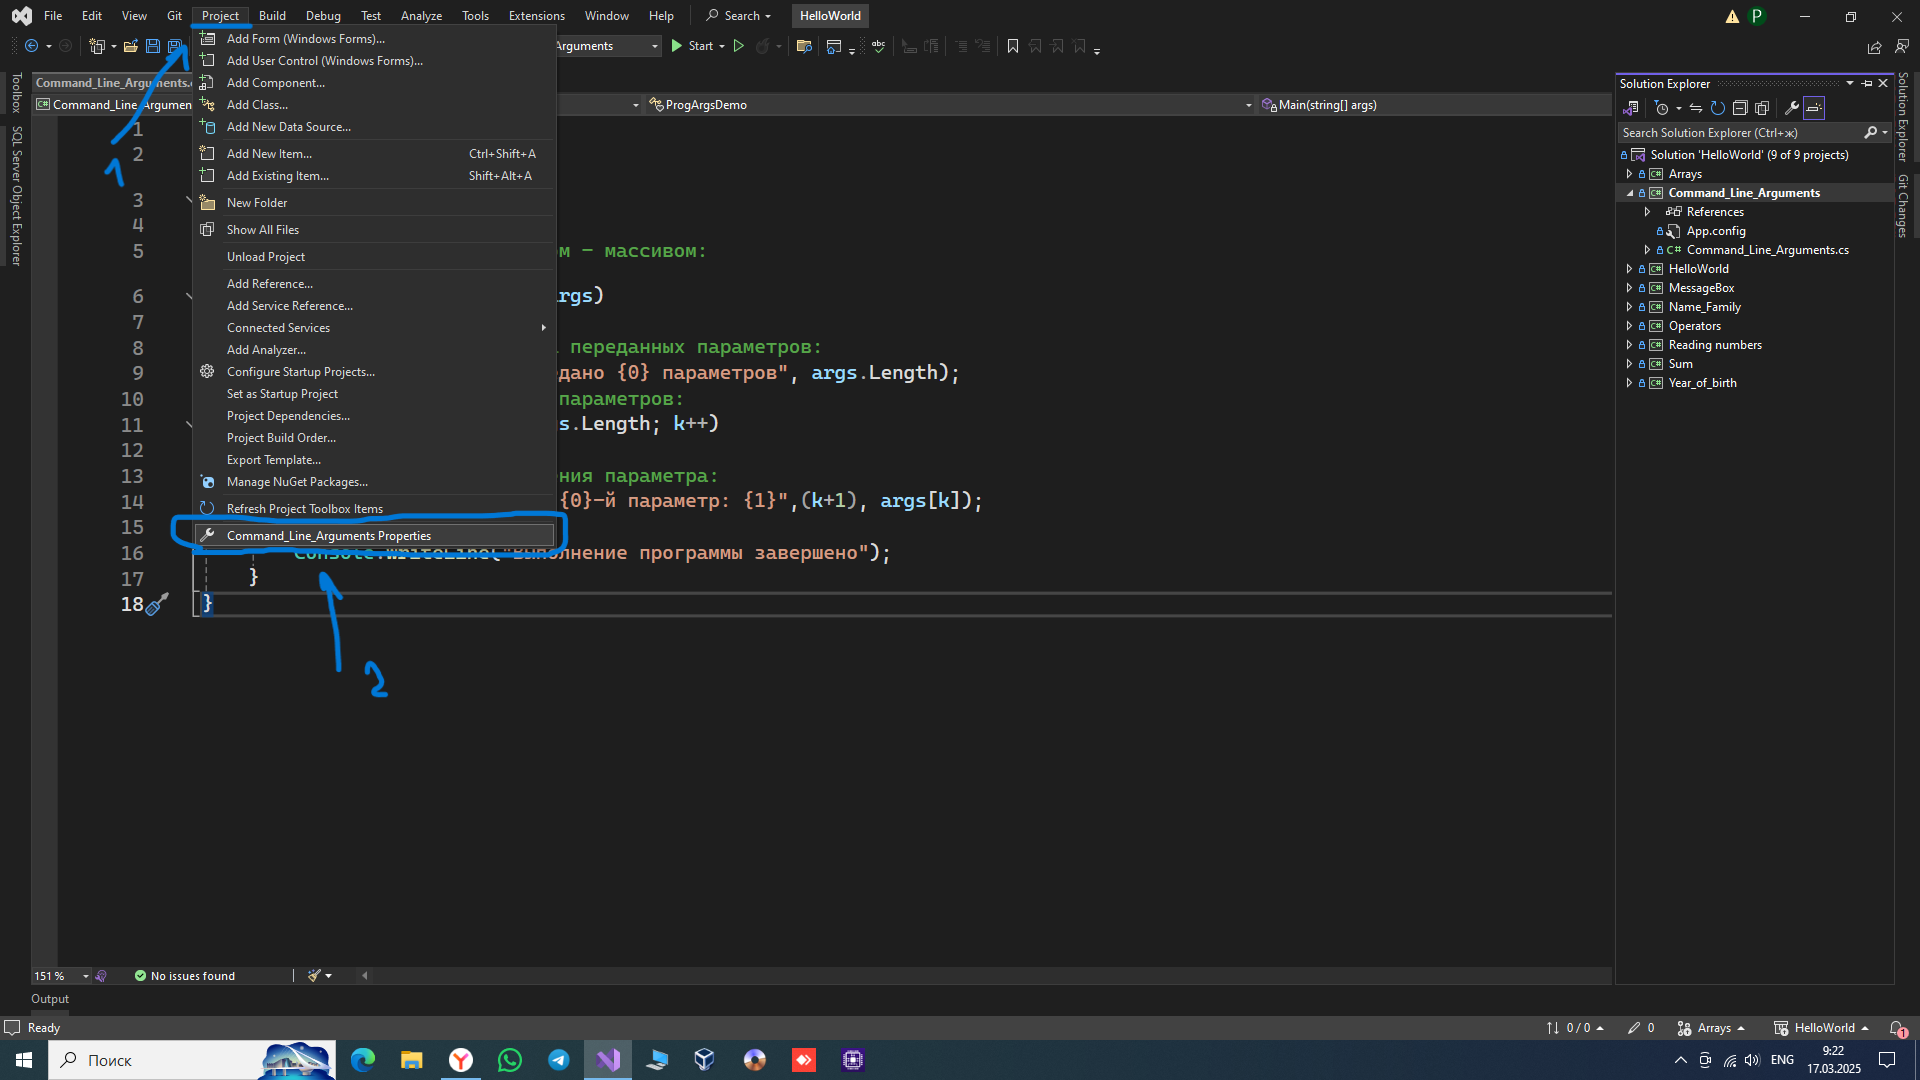 File Edit View Git Project Build Debug Test Analyze Tools Extensions Window Help Search HelloWorld
P
Arguments Start
Command_Line_Arguments.
Command_Line_Argumen ProgArgsDemo Main(string[] args)
Add Form (Windows Forms)...
Add User Control (Windows Forms)...
Add Component...
Add Class...
Add New Data Source...
Add New Item... Ctrl+Shift+A
Add Existing Item... Shift+Alt+A
New Folder
Show All Files
Unload Project
Add Reference...
Add Service Reference...
Connected Services
Add Analyzer...
Configure Startup Projects...
Set as Startup Project
Project Dependencies...
Project Build Order...
Export Template...
Manage NuGet Packages...
Refresh Project Toolbox Items
Command_Line_Arguments Properties
1
2
Toolbox
SQL Server Object Explorer
1
2
3
4
5 ом – массивом:
6 rgs)
7
8 переданных параметров:
9 дано {0} параметров", args.Length);
10 параметров:
11 s.Length; k++)
12
13 ния параметра:
14 {0}-й параметр: {1}",(k+1), args[k]);
15
16 Console.WriteLine("Выполнение программы завершено");
17 }
18 }
Solution Explorer
Search Solution Explorer (Ctrl+ж)
Solution 'HelloWorld' (9 of 9 projects)
Arrays
Command_Line_Arguments
References
App.config
Command_Line_Arguments.cs
HelloWorld
MessageBox
Name_Family
Operators
Reading numbers
Sum
Year_of_birth
Solution Explorer
Git Changes
151 % No issues found
Output
Ready 0 / 0 0 Arrays HelloWorld 1
Поиск
ENG 9:22
17.03.2025